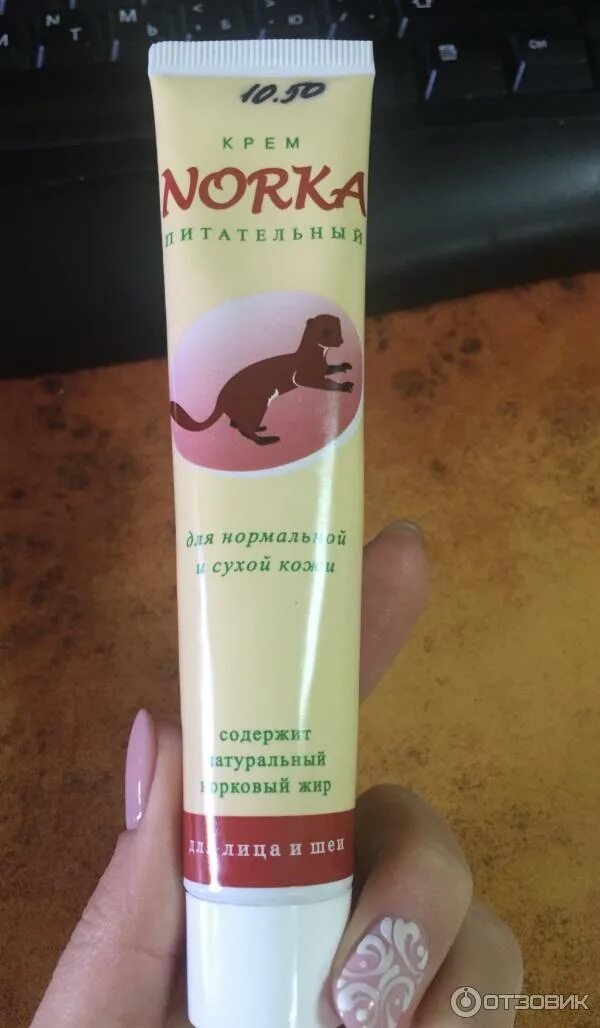 10.50
КРЕМ
NORKA
ПИТАТЕЛЬНЫЙ
для нормальной
и сухой кожи
содержит
натуральный
норковый жир
для лица и шеи
ОТЗОВИК